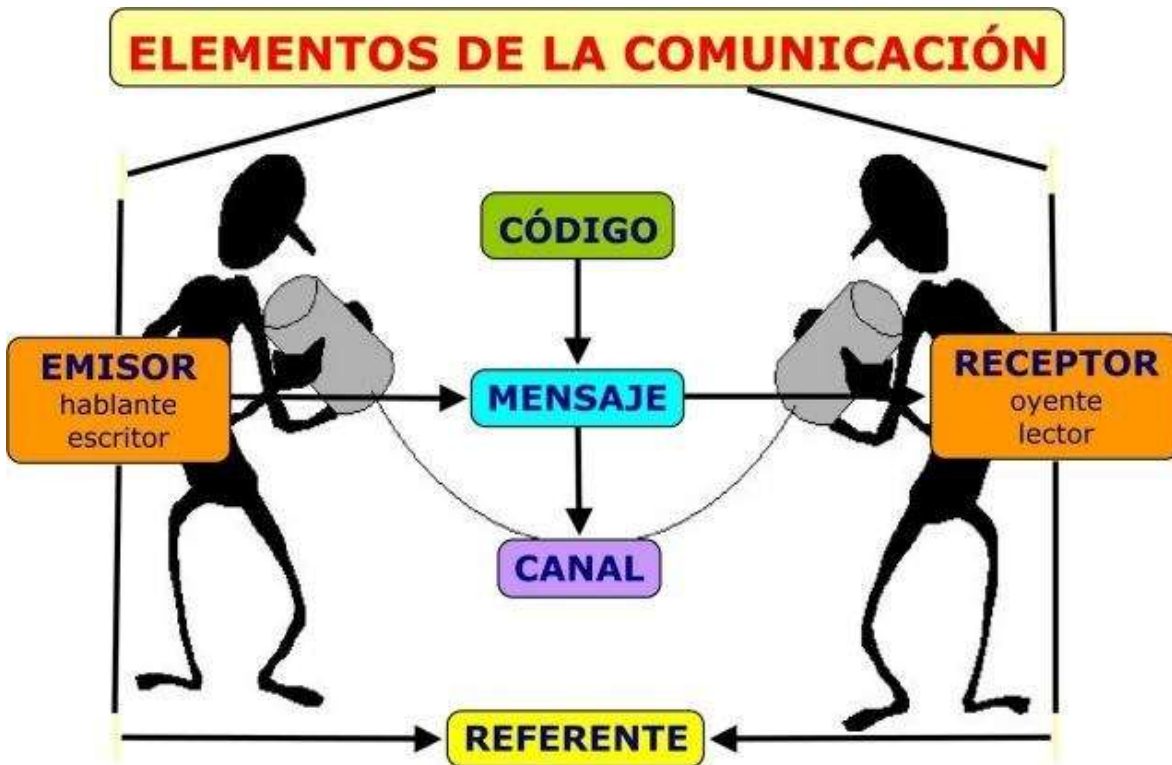 ELEMENTOS DE LA COMUNICACIÓN
CÓDIGO
EMISOR
hablante
escritor
MENSAJE
RECEPTOR
oyente
lector
CANAL
REFERENTE